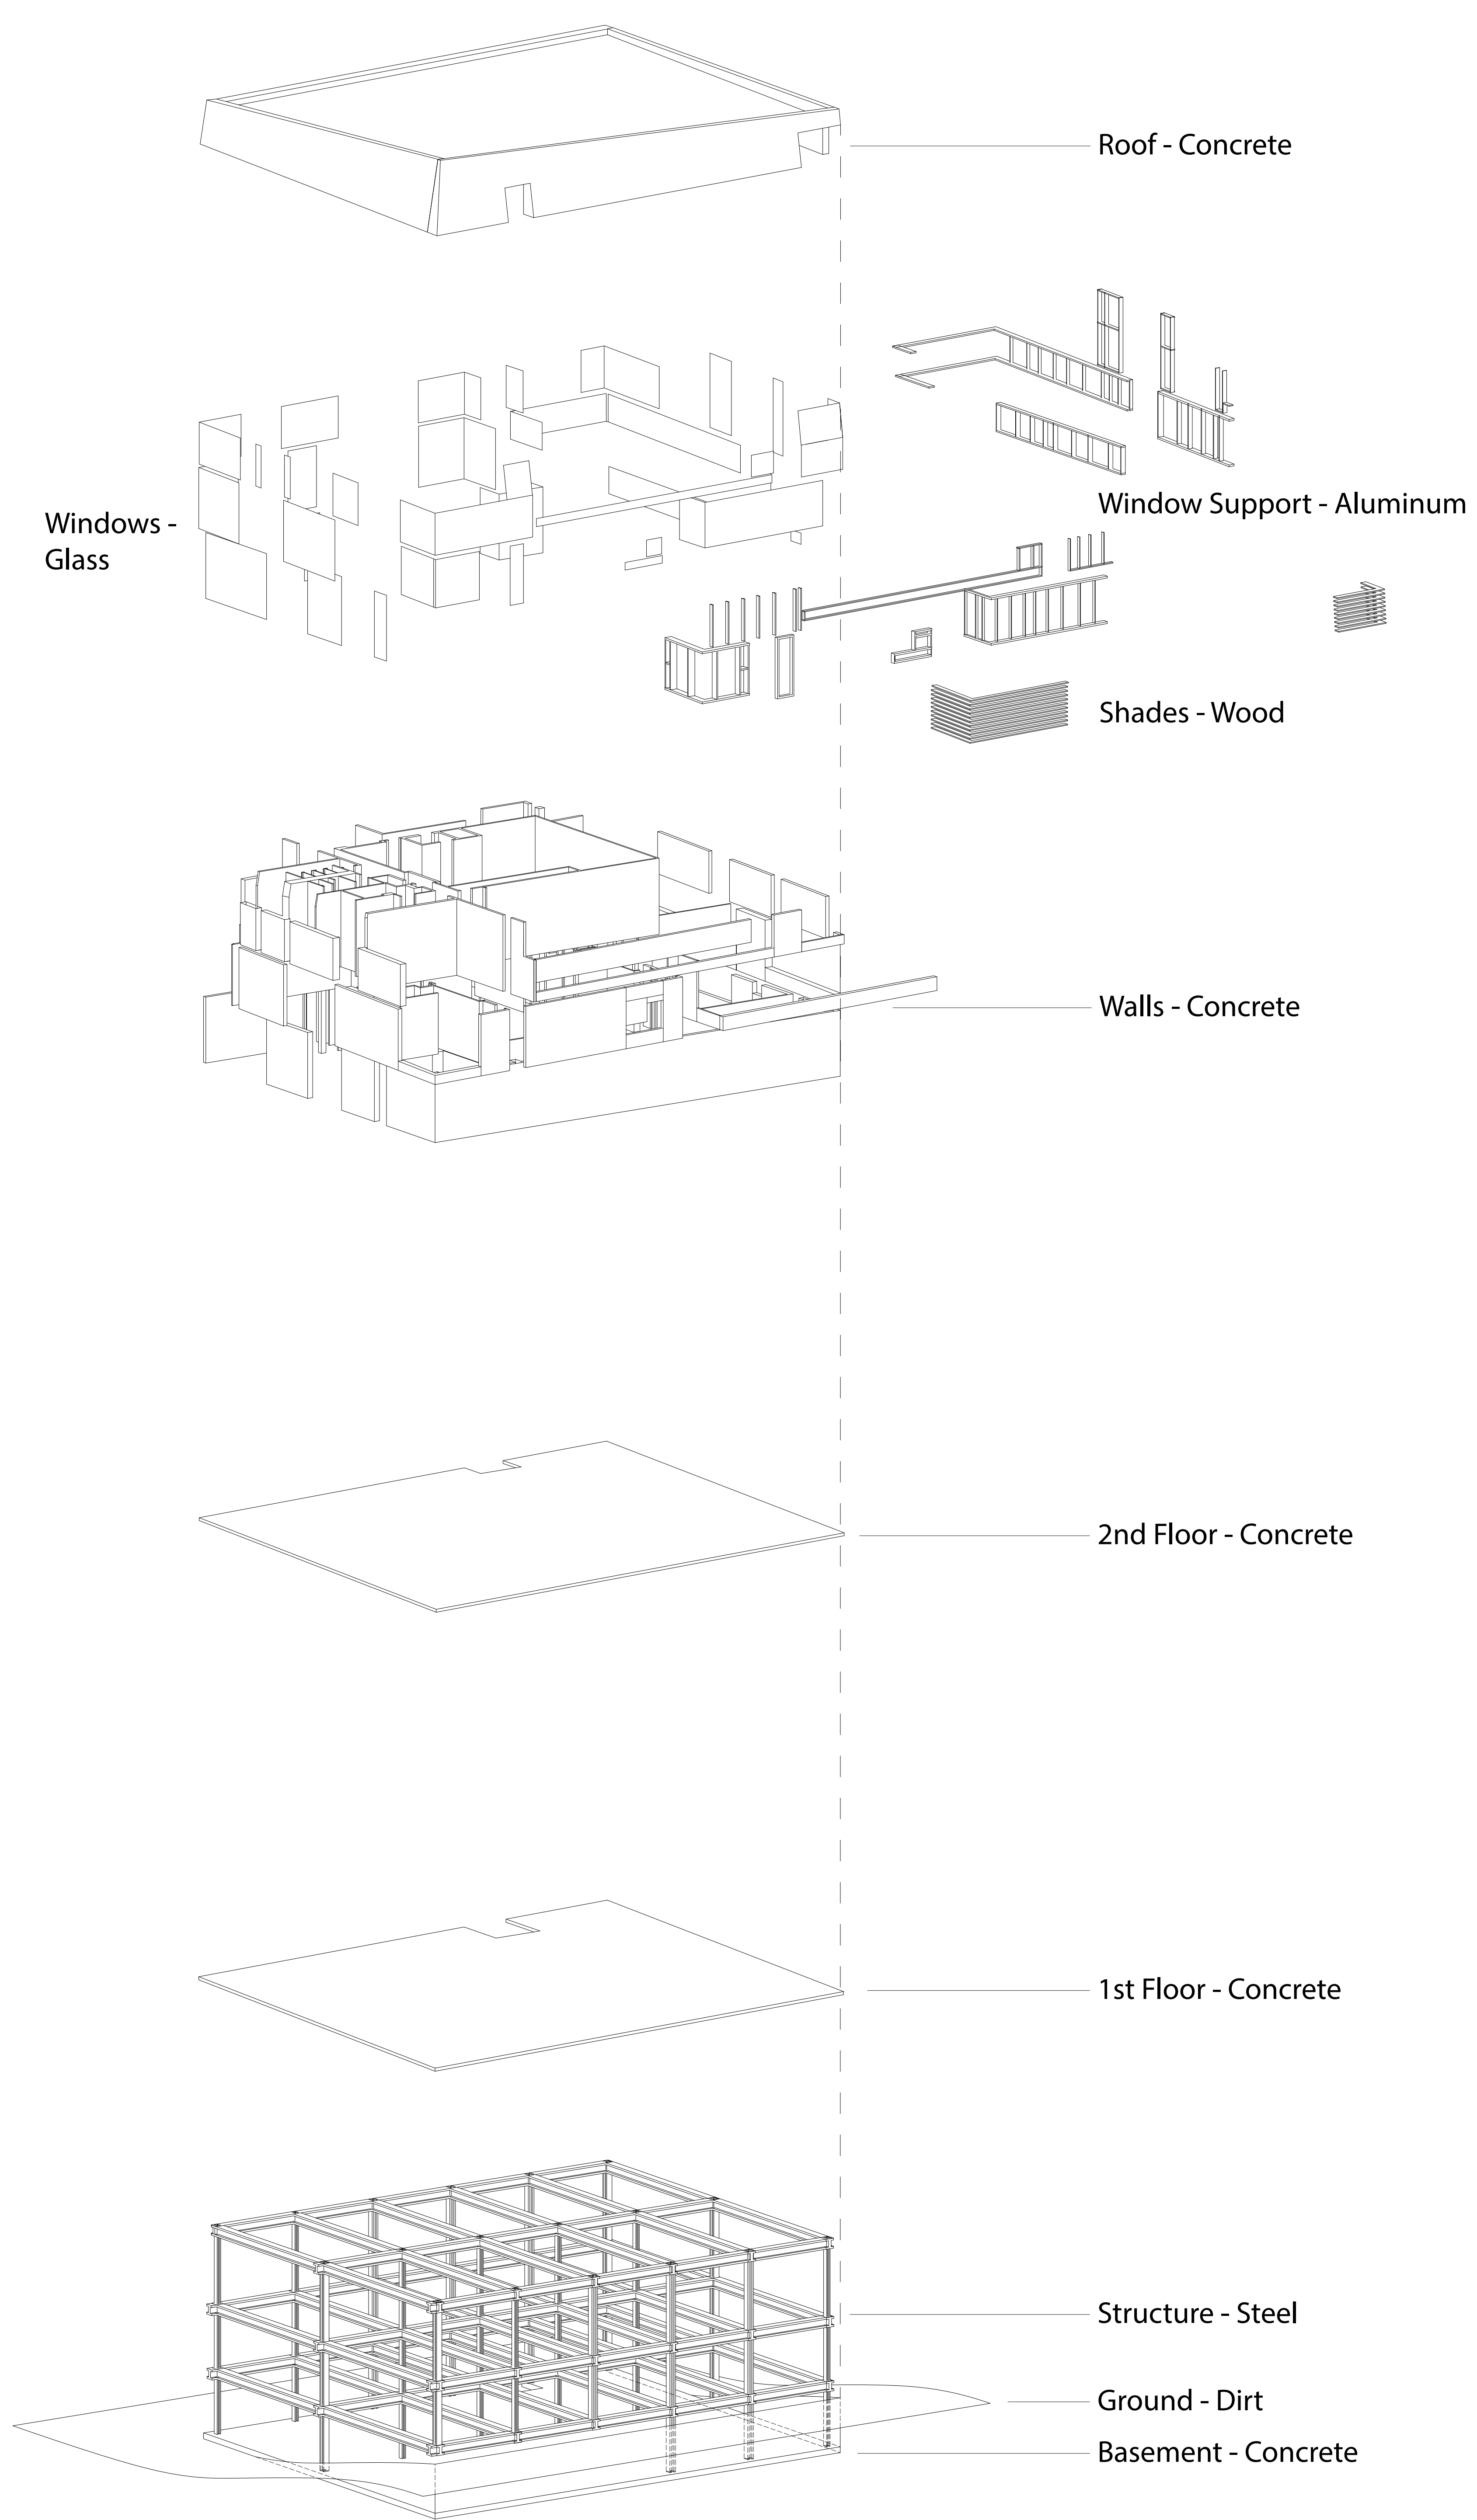 Roof - Concrete
Windows -
Glass
Window Support - Aluminum
Shades - Wood
Walls - Concrete
2nd Floor - Concrete
1st Floor - Concrete
Structure - Steel
Ground - Dirt
Basement - Concrete